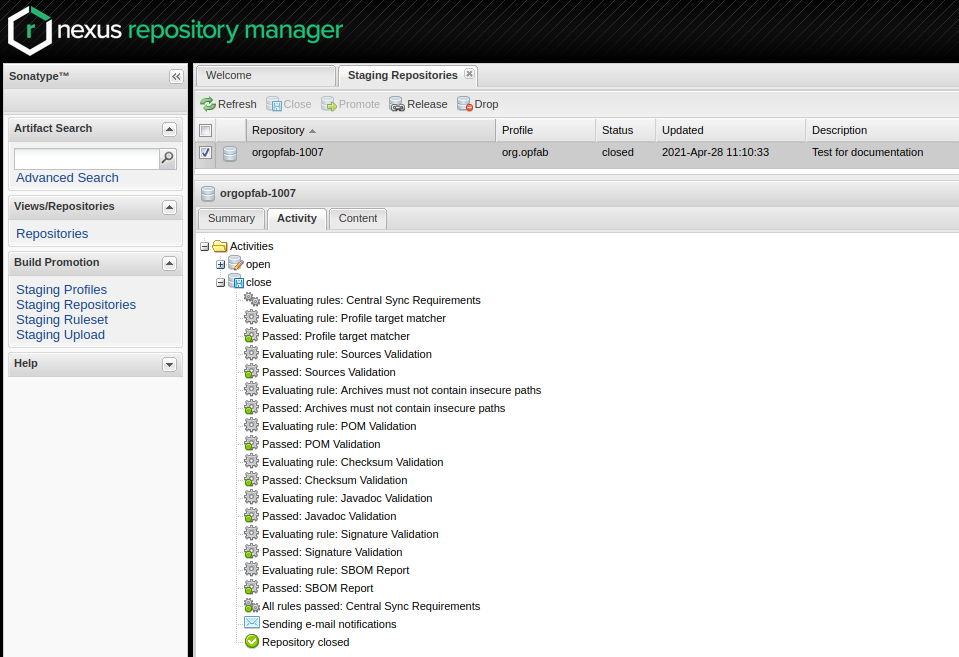 nexus repository manager
Sonatype™
Artifact Search
Advanced Search
Views/Repositories
Repositories
Build Promotion
Staging Profiles
Staging Repositories
Staging Ruleset
Staging Upload
Help
Welcome Staging Repositories
Refresh Close Promote Release Drop
Repository Profile Status Updated Description
orgopfab-1007 org.opfab closed 2021-Apr-28 11:10:33 Test for documentation
orgopfab-1007
Summary Activity Content
Activities
open
close
Evaluating rules: Central Sync Requirements
Evaluating rule: Profile target matcher
Passed: Profile target matcher
Evaluating rule: Sources Validation
Passed: Sources Validation
Evaluating rule: Archives must not contain insecure paths
Passed: Archives must not contain insecure paths
Evaluating rule: POM Validation
Passed: POM Validation
Evaluating rule: Checksum Validation
Passed: Checksum Validation
Evaluating rule: Javadoc Validation
Passed: Javadoc Validation
Evaluating rule: Signature Validation
Passed: Signature Validation
Evaluating rule: SBOM Report
Passed: SBOM Report
All rules passed: Central Sync Requirements
Sending e-mail notifications
Repository closed